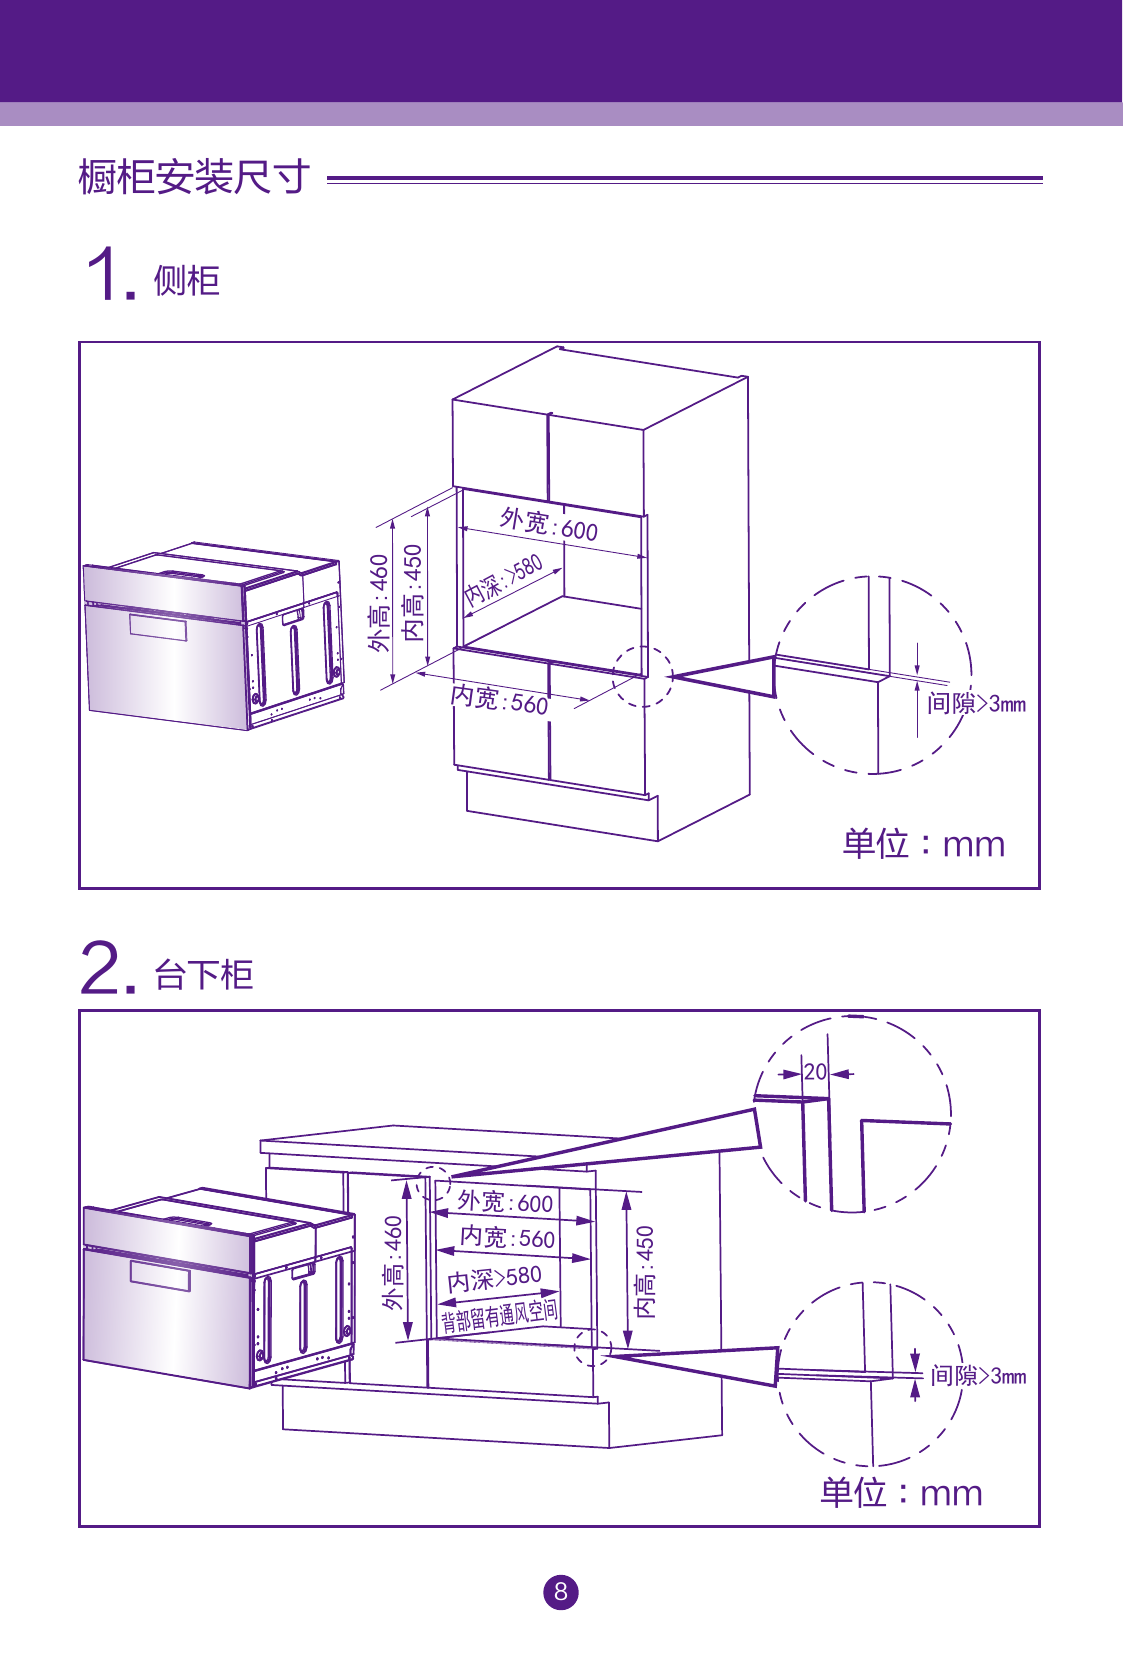 橱柜安装尺寸
1. 侧柜
外宽:600
内深:>580
外高:460
内高:450
内宽:560
间隙>3mm
单位：mm
2. 台下柜
20
外宽:600
内宽:560
内深>580
背部留有通风空间
外高:460
内高:450
间隙>3mm
单位：mm
8